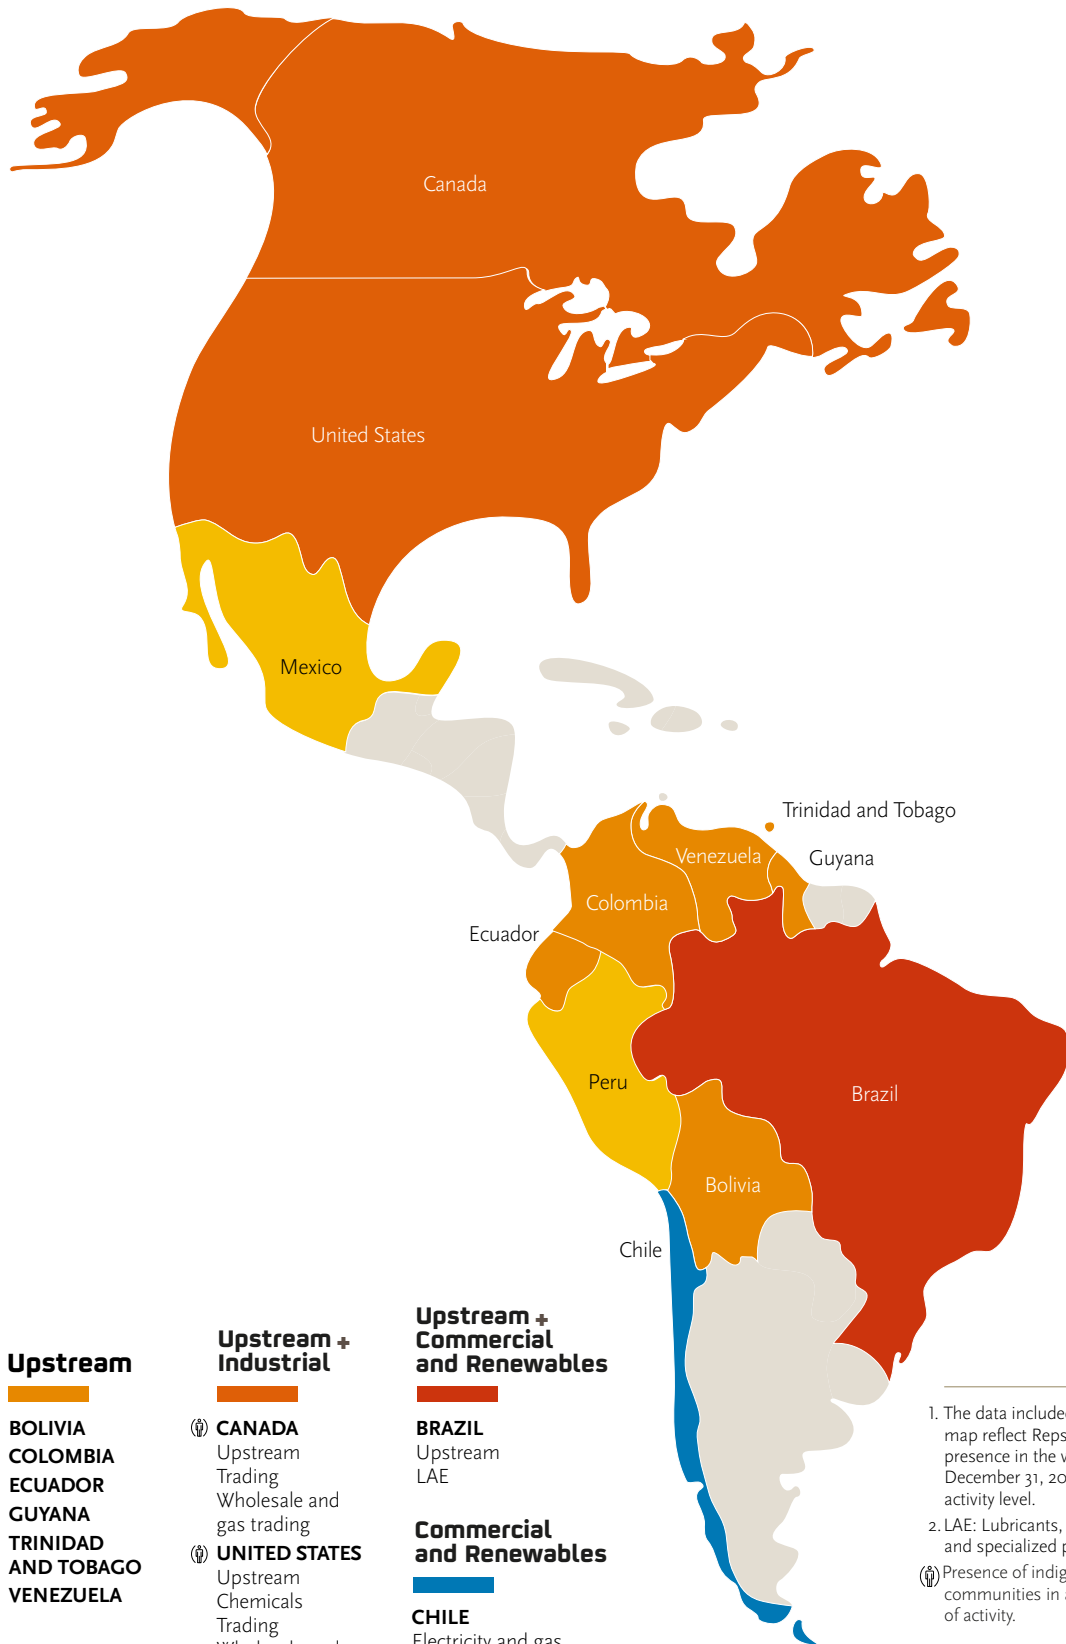 Canada
United States
Mexico
Trinidad and Tobago
Venezuela
Guyana
Colombia
Ecuador
Peru
Brazil
Bolivia
Chile
Upstream
BOLIVIA
COLOMBIA
ECUADOR
GUYANA
TRINIDAD
AND TOBAGO
VENEZUELA
Upstream +
Industrial
CANADA
Upstream
Trading
Wholesale and
gas trading
UNITED STATES
Upstream
Chemicals
Trading
Upstream +
Commercial
and Renewables
BRAZIL
Upstream
LAE
Commercial
and Renewables
CHILE
Electricity and gas
1. The data
map reflect
presence in the
December 31,
activity level.
2. LAE: Lubricants,
and specialized
Presence of
communities in
of activity.